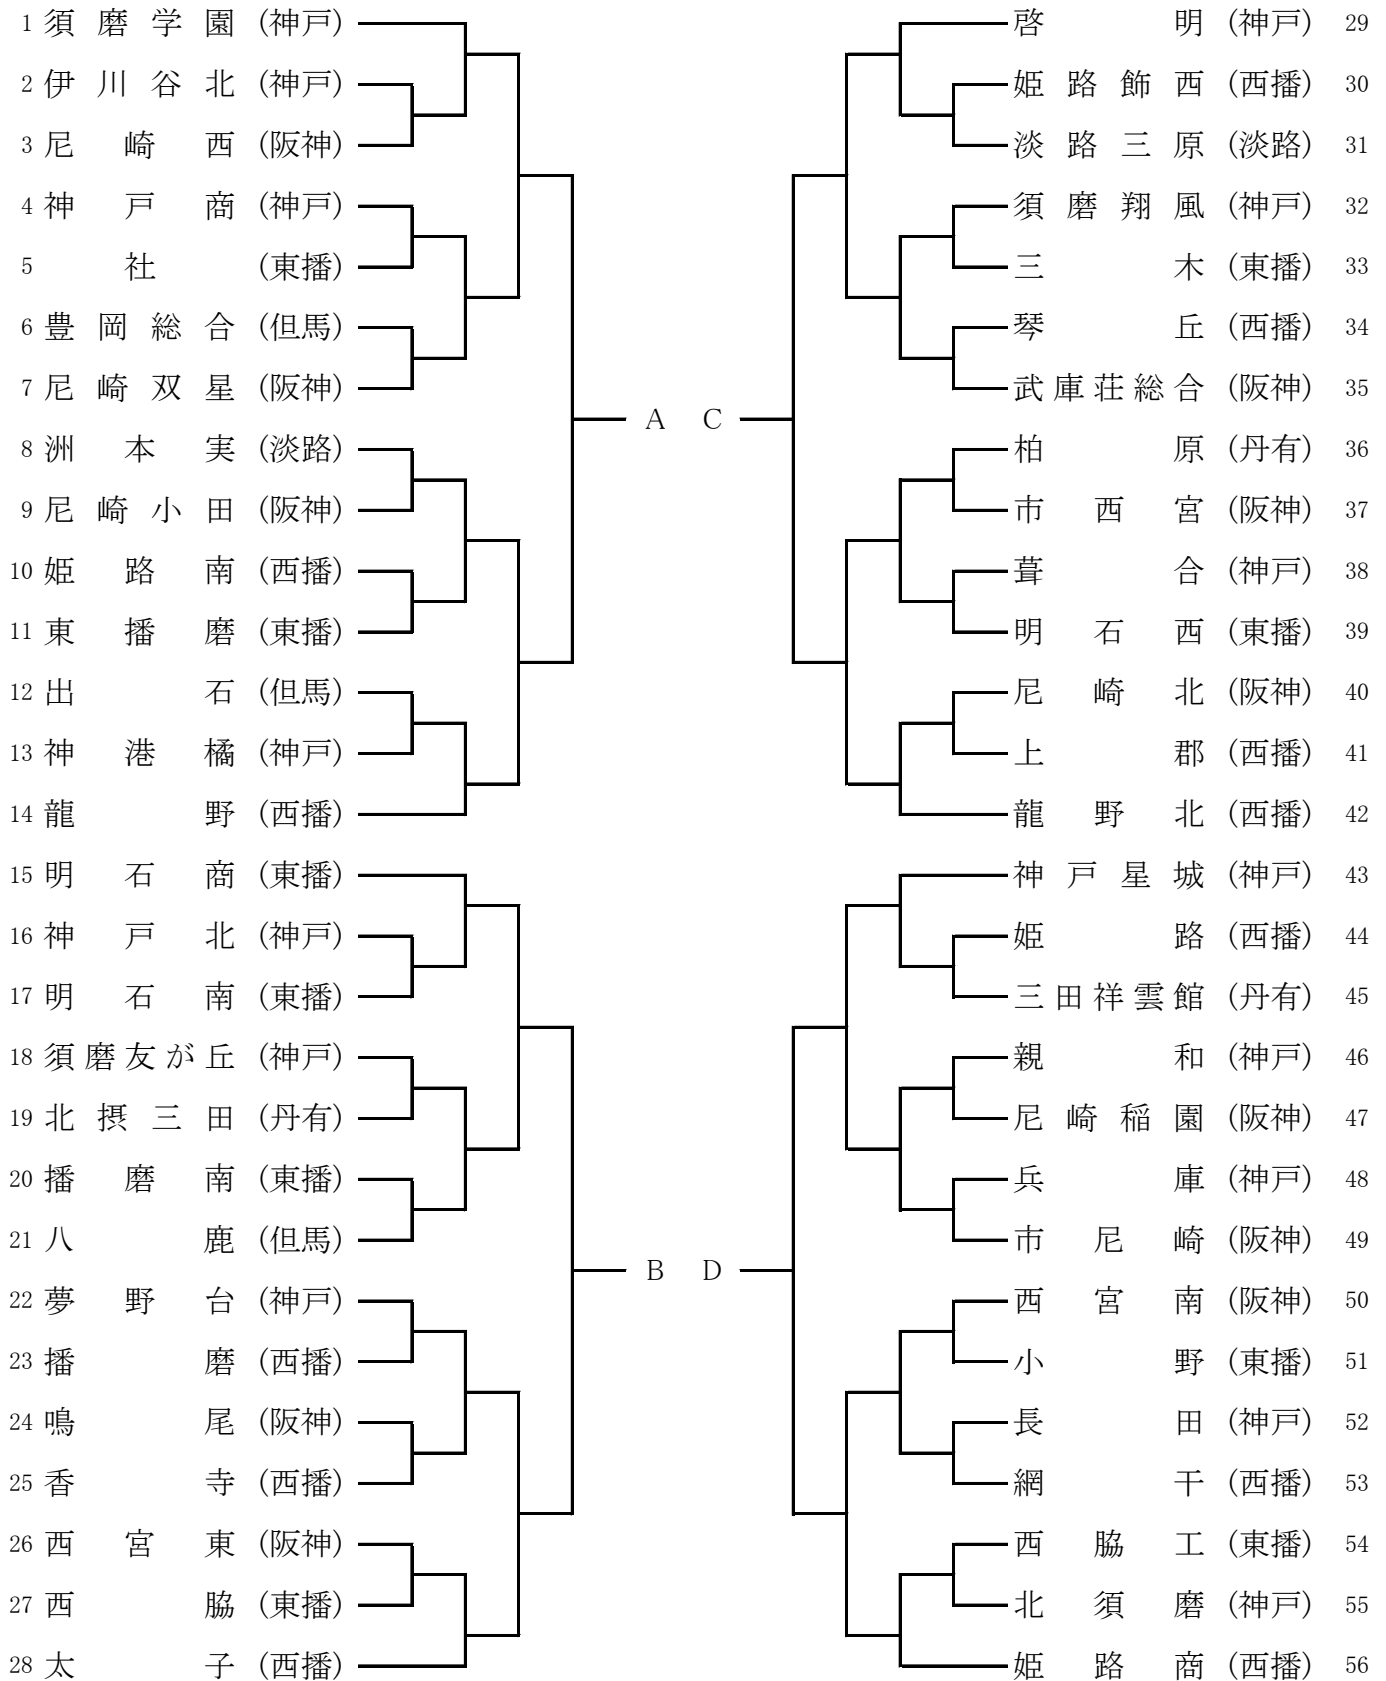 1 須磨学園 (神戸)
2 伊川谷北 (神戸)
3 尼崎西 (阪神)
4 神戸商 (神戸)
5 社 (東播)
6 豊岡総合 (但馬)
7 尼崎双星 (阪神)
8 洲本実 (淡路)
9 尼崎小田 (阪神)
10 姫路南 (西播)
11 東播磨 (東播)
12 出石 (但馬)
13 神港橘 (神戸)
14 龍野 (西播)
A
15 明石商 (東播)
16 神戸北 (神戸)
17 明石南 (東播)
18 須磨友が丘 (神戸)
19 北摂三田 (丹有)
20 播磨南 (東播)
21 八鹿 (但馬)
22 夢野台 (神戸)
23 播磨 (西播)
24 鳴尾 (阪神)
25 香寺 (西播)
26 西宮東 (阪神)
27 西脇 (東播)
28 太子 (西播)
B
啓明 (神戸) 29
姫路飾西 (西播) 30
淡路三原 (淡路) 31
須磨翔風 (神戸) 32
三木 (東播) 33
琴丘 (西播) 34
武庫荘総合 (阪神) 35
柏原 (丹有) 36
市西宮 (阪神) 37
葺合 (神戸) 38
明石西 (東播) 39
尼崎北 (阪神) 40
上郡 (西播) 41
龍野北 (西播) 42
C
神戸星城 (神戸) 43
姫路 (西播) 44
三田祥雲館 (丹有) 45
親和 (神戸) 46
尼崎稲園 (阪神) 47
兵庫 (神戸) 48
市尼崎 (阪神) 49
西宮南 (阪神) 50
小野 (東播) 51
長田 (神戸) 52
網干 (西播) 53
西脇工 (東播) 54
北須磨 (神戸) 55
姫路商 (西播) 56
D